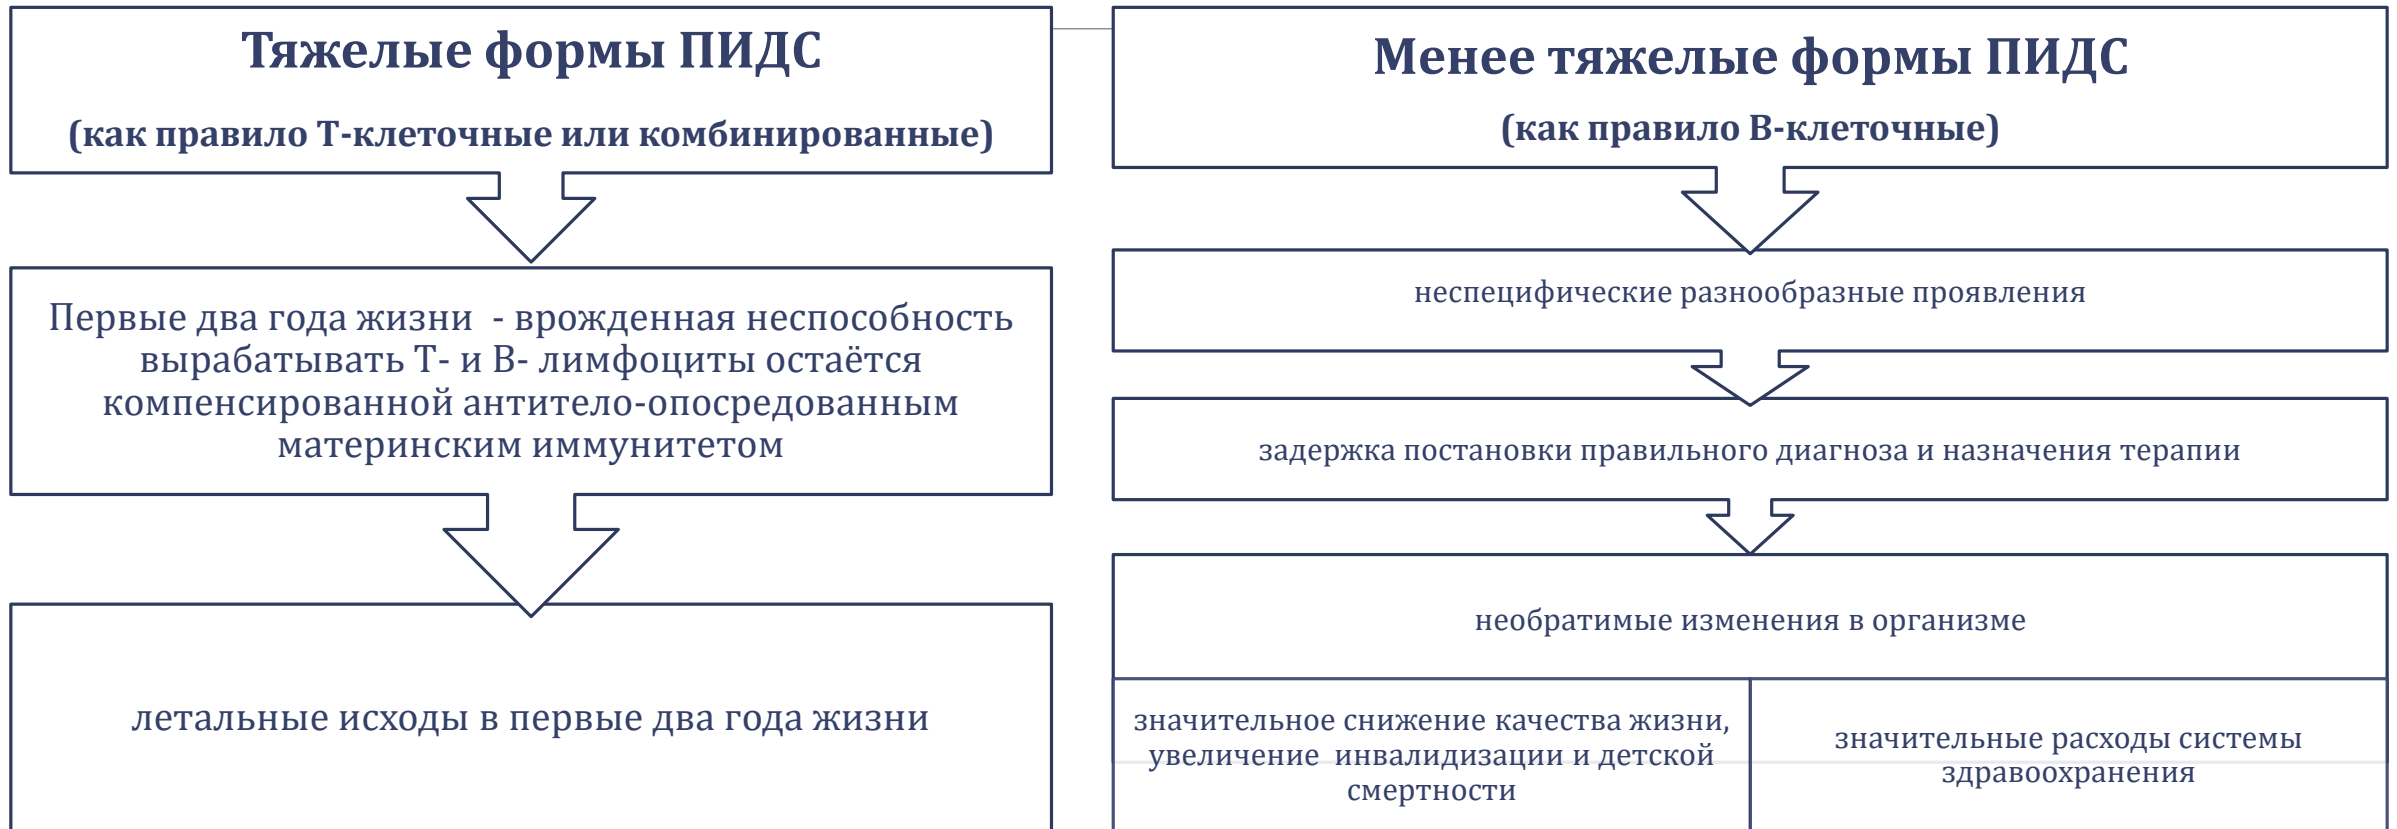 Тяжелые формы ПИДС
(как правило Т-клеточные или комбинированные)
Первые два года жизни - врожденная неспособность
вырабатывать Т- и В- лимфоциты остаётся
компенсированной антитело-опосредованным
материнским иммунитетом
летальные исходы в первые два года жизни
Менее тяжелые формы ПИДС
(как правило В-клеточные)
неспецифические разнообразные проявления
задержка постановки правильного диагноза и назначения терапии
необратимые изменения в организме
значительное снижение качества жизни,
увеличение инвалидизации и детской
смертности
значительные расходы системы
здравоохранения